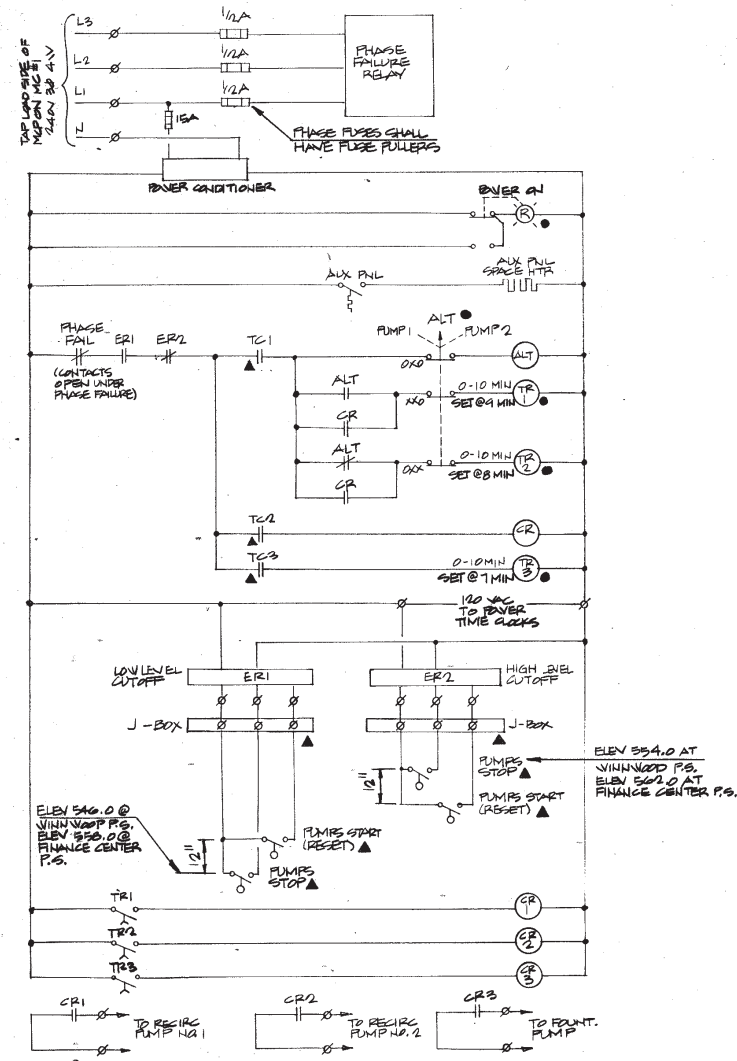 L3
1/2A
L2
1/2A
L1
1/2A
N
15A
TAP LOAD SIDE OF
MCP ON MC #1
240V 3Ø 4W
PHASE
FAILURE
RELAY
PHASE FUSES SHALL
HAVE FUSE PULLERS
POWER CONDITIONER
POWER ON
R
AUX PNL
AUX PNL
SPACE HTR
PHASE
FAIL
ER1
ER2
TC1
(CONTACTS
OPEN UNDER
PHASE FAILURE)
ALT
PUMP 1
PUMP 2
OXO
ALT
ALT
XXO
0-10 MIN
SET @ 9 MIN
TR
1
CR
ALT
OXX
0-10 MIN
SET @ 8 MIN
TR
2
CR
TC2
CR
TC3
0-10 MIN
SET @ 7 MIN
TR
3
120 VAC
TO POWER
TIME CLOCKS
LOW LEVEL
CUTOFF
ER1
ER2
HIGH LEVEL
CUTOFF
J-BOX
J-BOX
PUMPS
STOP
ELEV 554.0 AT
WINNWOOD P.S.
ELEV 562.0 AT
FINANCE CENTER P.S.
12"
PUMPS START
(RESET)
ELEV 546.0 @
WINNWOOD P.S.
ELEV 558.0 @
FINANCE CENTER
P.S.
12"
PUMPS START
(RESET)
PUMPS
STOP
TR1
CR
1
TR2
CR
2
TR3
CR
3
CR1
TO RECIRC
PUMP NO. 1
CR2
TO RECIRC
PUMP NO. 2
CR3
TO FOUNT.
PUMP